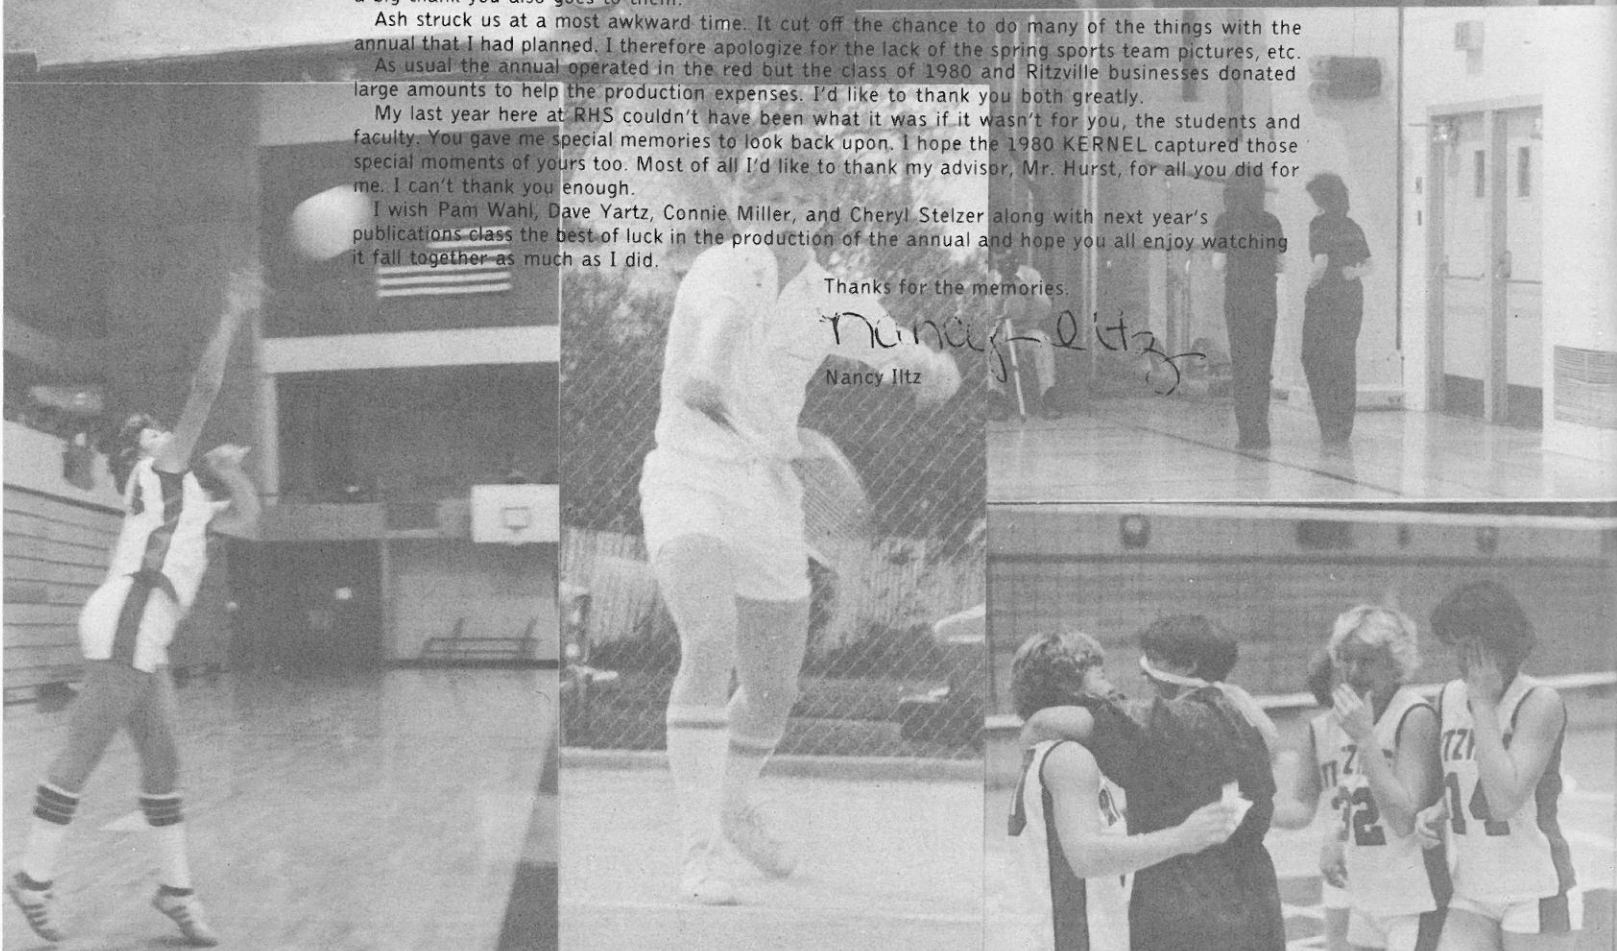 a big thank you also goes to them.
Ash struck us at a most awkward time. It cut off the chance to do many of the things with the
annual that I had planned. I therefore apologize for the lack of the spring sports team pictures, etc.
As usual the annual operated in the red but the class of 1980 and Ritzville businesses donated
large amounts to help the production expenses. I'd like to thank you both greatly.
My last year here at RHS couldn't have been what it was if it wasn't for you, the students and
faculty. You gave me special memories to look back upon. I hope the 1980 KERNEL captured those
special moments of yours too. Most of all I'd like to thank my advisor, Mr. Hurst, for all you did for
me. I can't thank you enough.
I wish Pam Wahl, Dave Yartz, Connie Miller, and Cheryl Stelzer along with next year's
publications class the best of luck in the production of the annual and hope you all enjoy watching
it fall together as much as I did.
Thanks for the memories.
Nancy Iltz
Nancy Iltz
32
14